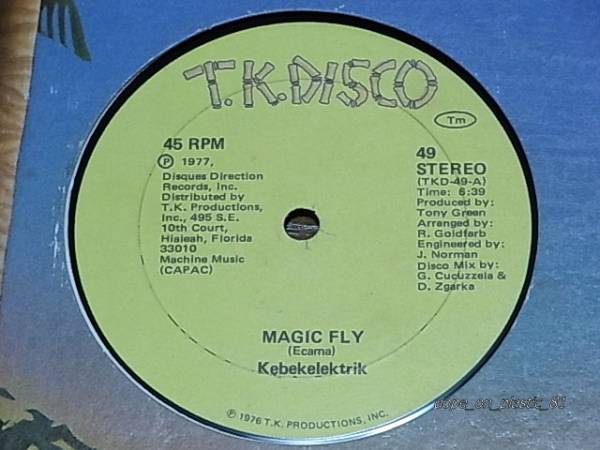 T.K.DISCO
Tm
45 RPM
℗ 1977,
Disques Direction
Records, Inc.
Distributed by
T.K. Productions,
Inc., 495 S.E.
10th Court,
Hialeah, Florida
33010
Machine Music
(CAPAC)
49
STEREO
(TKD-49-A)
Time: 6:39
Produced by:
Tony Green
Arranged by:
R. Goldfarb
Engineered by:
J. Norman
Disco Mix by:
G. Cucuzzela &
D. Zgarka
MAGIC FLY
(Ecama)
Kebekelektrik
℗ 1976 T.K. PRODUCTIONS, INC.
dope_on_plastic_81